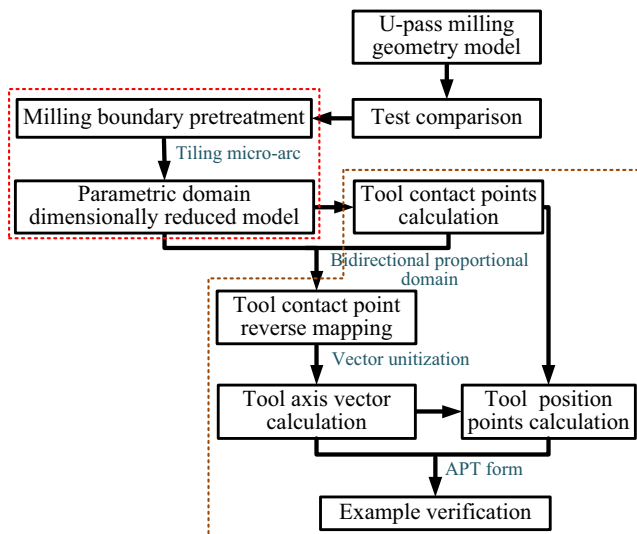 U-pass milling
geometry model
Milling boundary pretreatment
Test comparison
Tiling micro-arc
Parametric domain
dimensionally reduced model
Tool contact points
calculation
Bidirectional proportional
domain
Tool contact point
reverse mapping
Vector unitization
Tool axis vector
calculation
Tool position
points calculation
APT form
Example verification